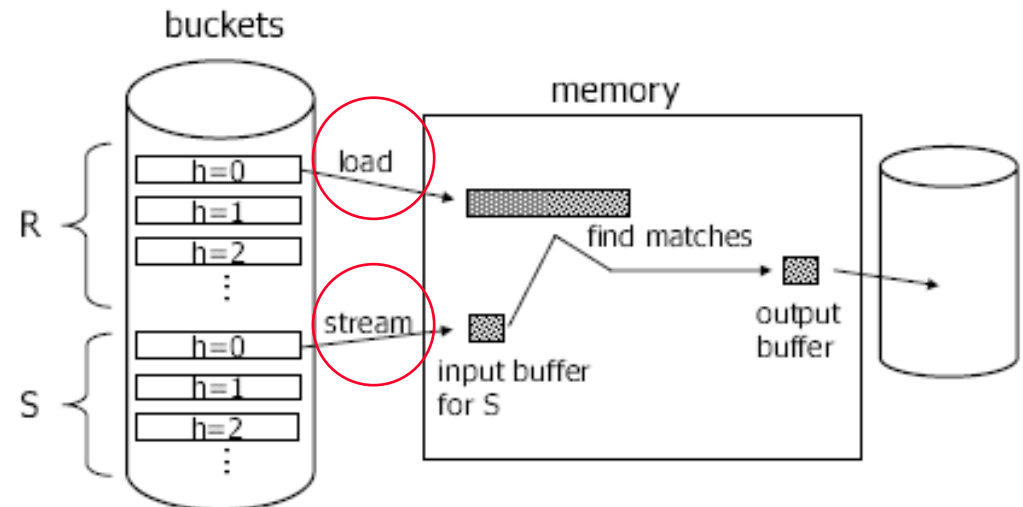 buckets
memory
R
h=0
h=1
h=2
⋮
load
find matches
S
h=0
h=1
h=2
⋮
stream
input buffer
for S
output
buffer